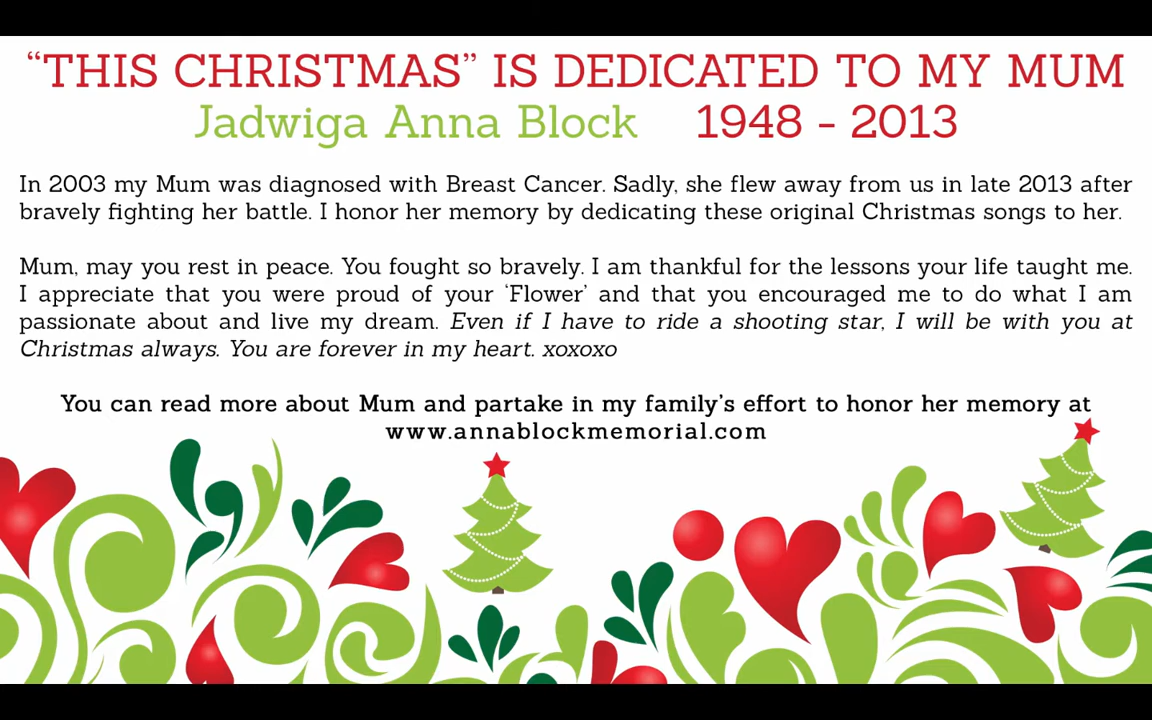 “THIS CHRISTMAS” IS DEDICATED TO MY MUM
Jadwiga Anna Block 1948 - 2013
In 2003 my Mum was diagnosed with Breast Cancer. Sadly, she flew away from us in late 2013 after
bravely fighting her battle. I honor her memory by dedicating these original Christmas songs to her.
Mum, may you rest in peace. You fought so bravely. I am thankful for the lessons your life taught me.
I appreciate that you were proud of your ‘Flower’ and that you encouraged me to do what I am
passionate about and live my dream. Even if I have to ride a shooting star, I will be with you at
Christmas always. You are forever in my heart. xoxoxo
You can read more about Mum and partake in my family’s effort to honor her memory at
www.annablockmemorial.com